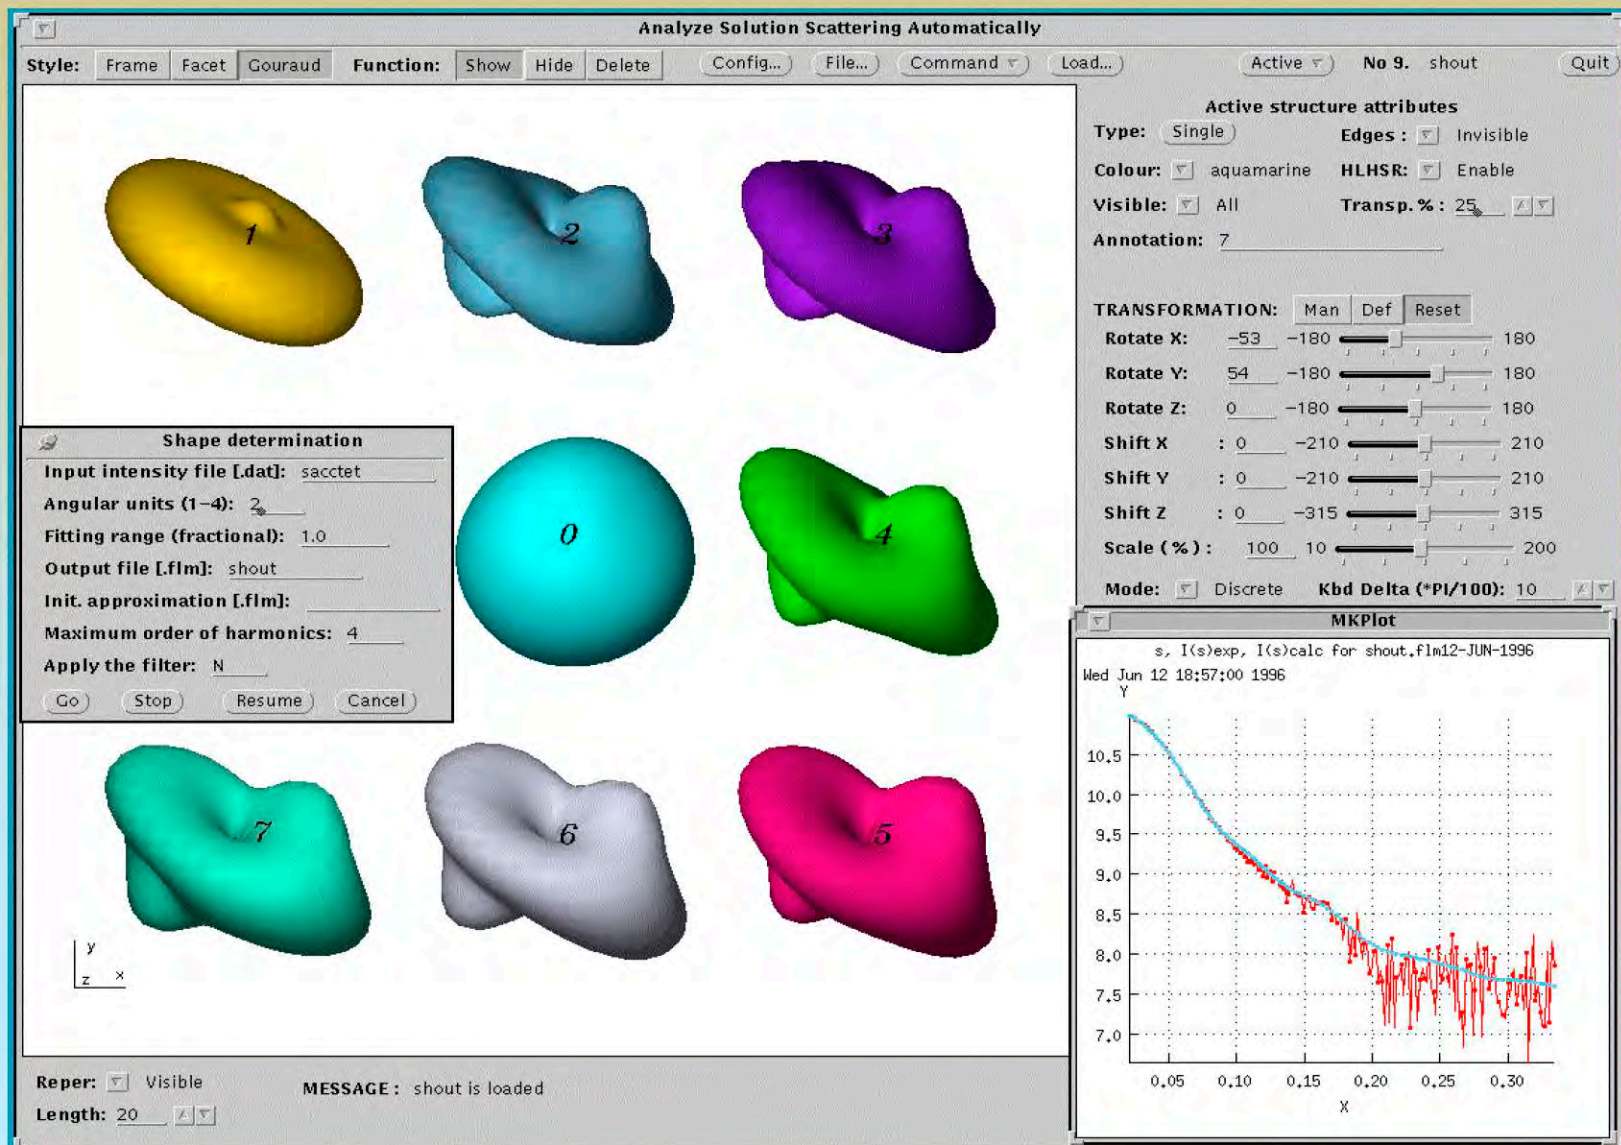 Analyze Solution Scattering Automatically
Style: Frame Facet Gouraud Function: Show Hide Delete Config... File... Command Load... Active No 9. shout Quit
Active structure attributes
Type: Single Edges : Invisible
Colour: aquamarine HLHSR: Enable
Visible: All Transp.% : 25
Annotation: 7
TRANSFORMATION: Man Def Reset
Rotate X: -53 -180 180
Rotate Y: 54 -180 180
Rotate Z: 0 -180 180
Shift X : 0 -210 210
Shift Y : 0 -210 210
Shift Z : 0 -315 315
Scale (%) : 100 10 200
Mode: Discrete Kbd Delta (*PI/100): 10
1
2
3
Shape determination
Input intensity file [.dat]: sacctet
Angular units (1-4): 2
Fitting range (fractional): 1.0
Output file [.flm]: shout
Init. approximation [.flm]:
Maximum order of harmonics: 4
Apply the filter: N
Go Stop Resume Cancel
0
4
7
6
5
y
z x
MKPlot
s, I(s)exp, I(s)calc for shout.flm12-JUN-1996
Wed Jun 12 18:57:00 1996
Y
10.5
10.0
9.5
9.0
8.5
8.0
7.5
7.0
0.05 0.10 0.15 0.20 0.25 0.30
X
Reper: Visible
MESSAGE : shout is loaded
Length: 20